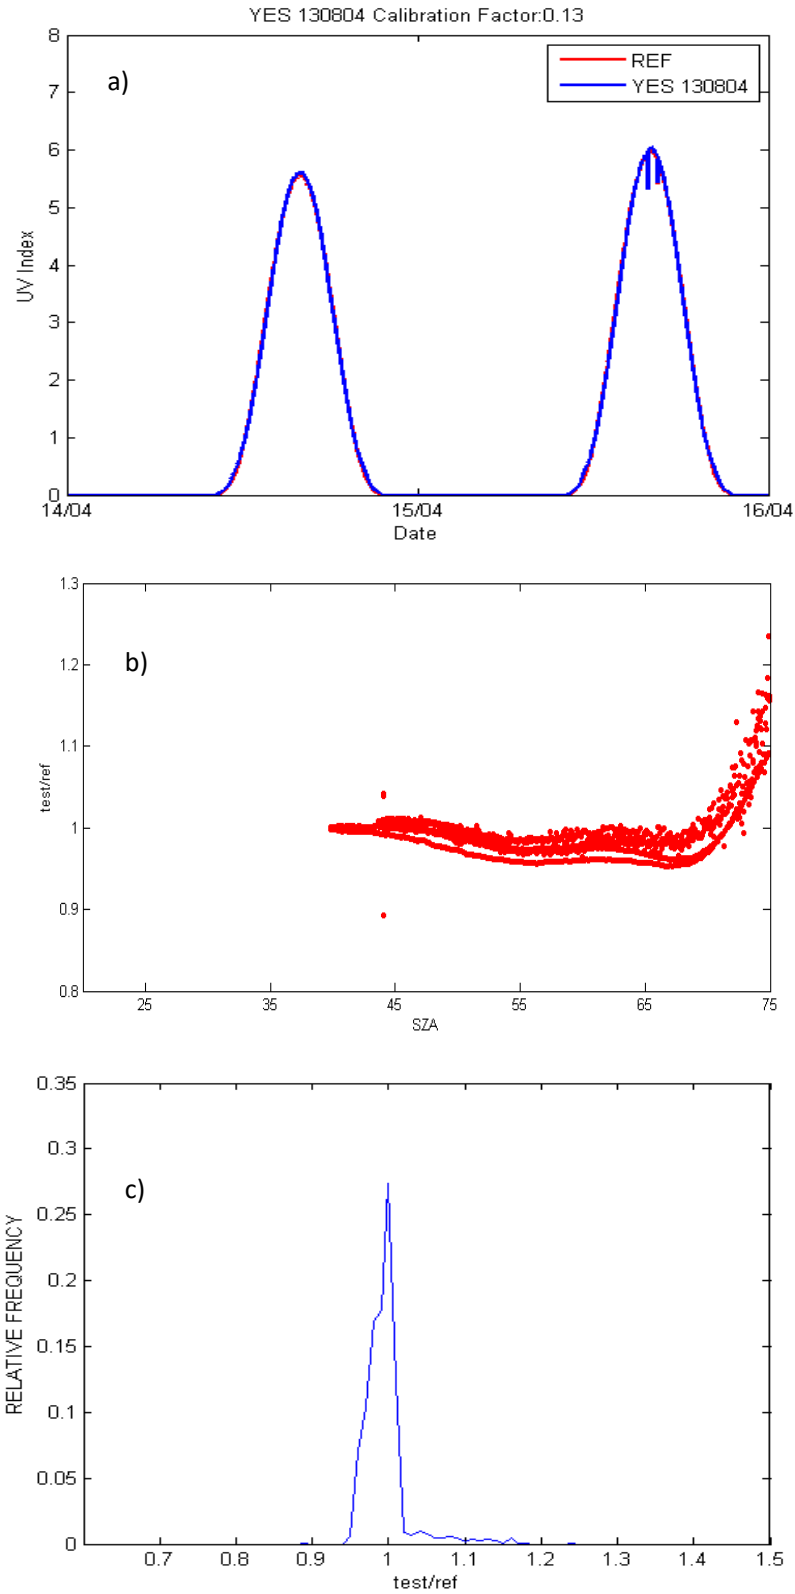 YES 130804 Calibration Factor:0.13
8
a)
REF
YES 130804
7
6
5
UV Index
4
3
2
1
0
14/04 15/04 16/04
Date
1.3
b)
1.2
1.1
test/ref
1
0.9
0.8
25 35 45 55 65 75
SZA
0.35
0.3
c)
0.25
0.2
RELATIVE FREQUENCY
0.15
0.1
0.05
0
0.7 0.8 0.9 1 1.1 1.2 1.3 1.4 1.5
test/ref